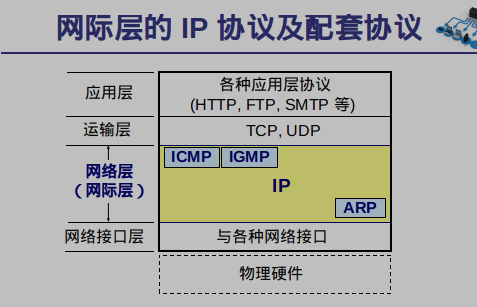 网际层的 IP 协议及配套协议
应用层
各种应用层协议
(HTTP, FTP, SMTP 等)
运输层
TCP, UDP
网络层
（网际层）
ICMP
IGMP
IP
ARP
网络接口层
与各种网络接口
物理硬件